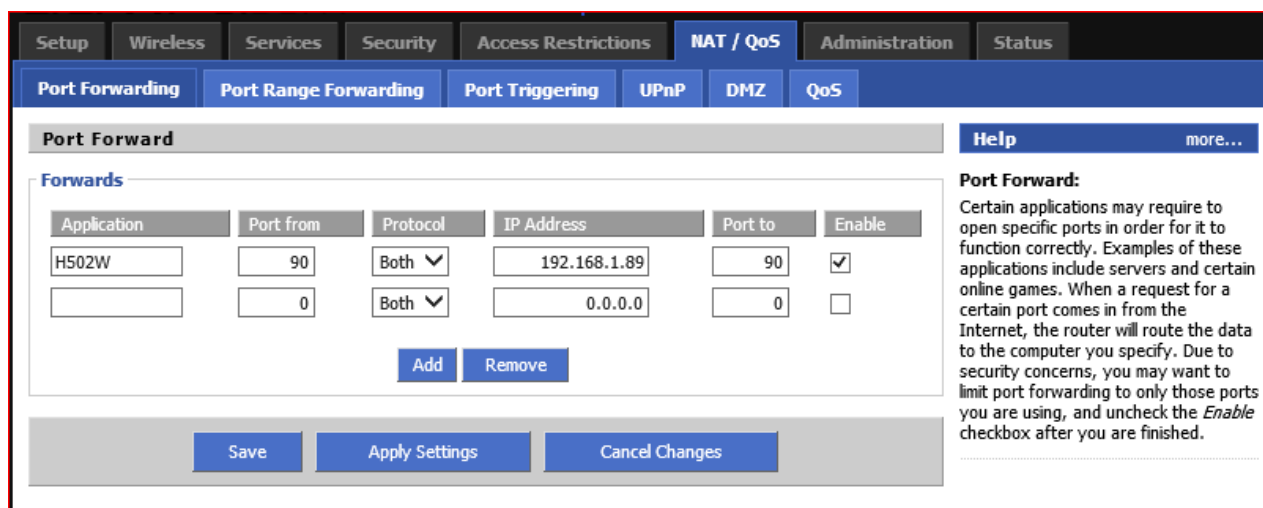 Setup Wireless Services Security Access Restrictions NAT / QoS Administration Status
Port Forwarding Port Range Forwarding Port Triggering UPnP DMZ QoS
Port Forward
Forwards
Application Port from Protocol IP Address Port to Enable
H502W 90 Both 192.168.1.89 90
0 Both 0.0.0.0 0
Add Remove
Save Apply Settings Cancel Changes
Help more...
Port Forward:
Certain applications may require to
open specific ports in order for it to
function correctly. Examples of these
applications include servers and certain
online games. When a request for a
certain port comes in from the
Internet, the router will route the data
to the computer you specify. Due to
security concerns, you may want to
limit port forwarding to only those ports
you are using, and uncheck the Enable
checkbox after you are finished.